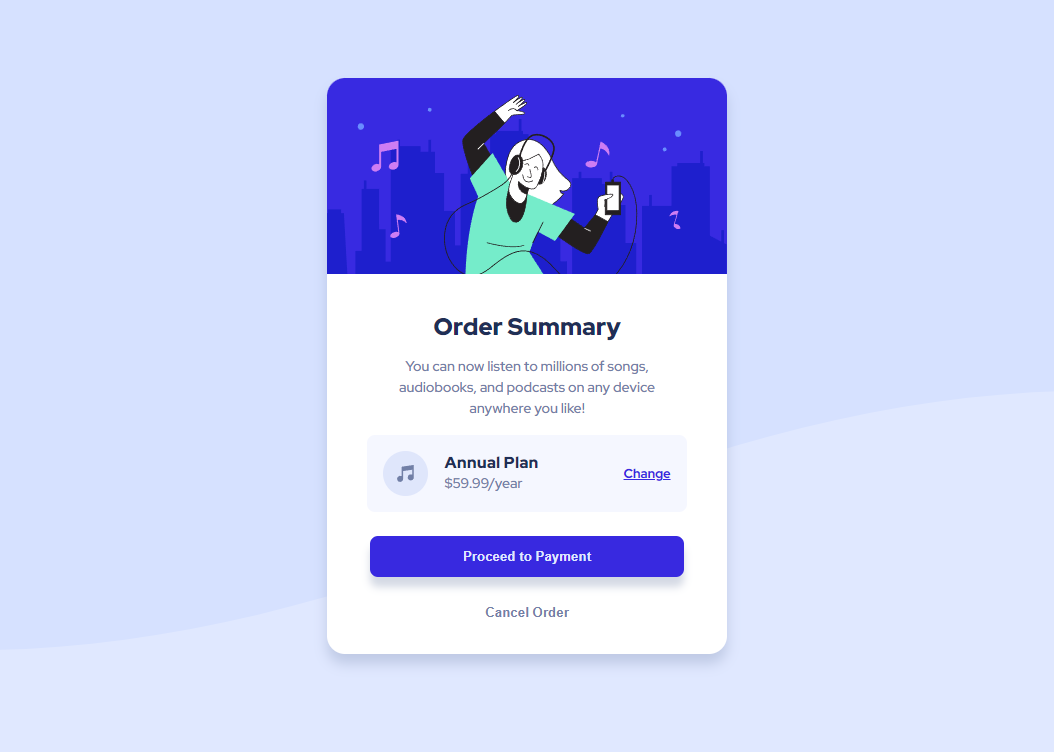 Order Summary
You can now listen to millions of songs,
audiobooks, and podcasts on any device
anywhere you like!
Annual Plan
$59.99/year
Change
Proceed to Payment
Cancel Order